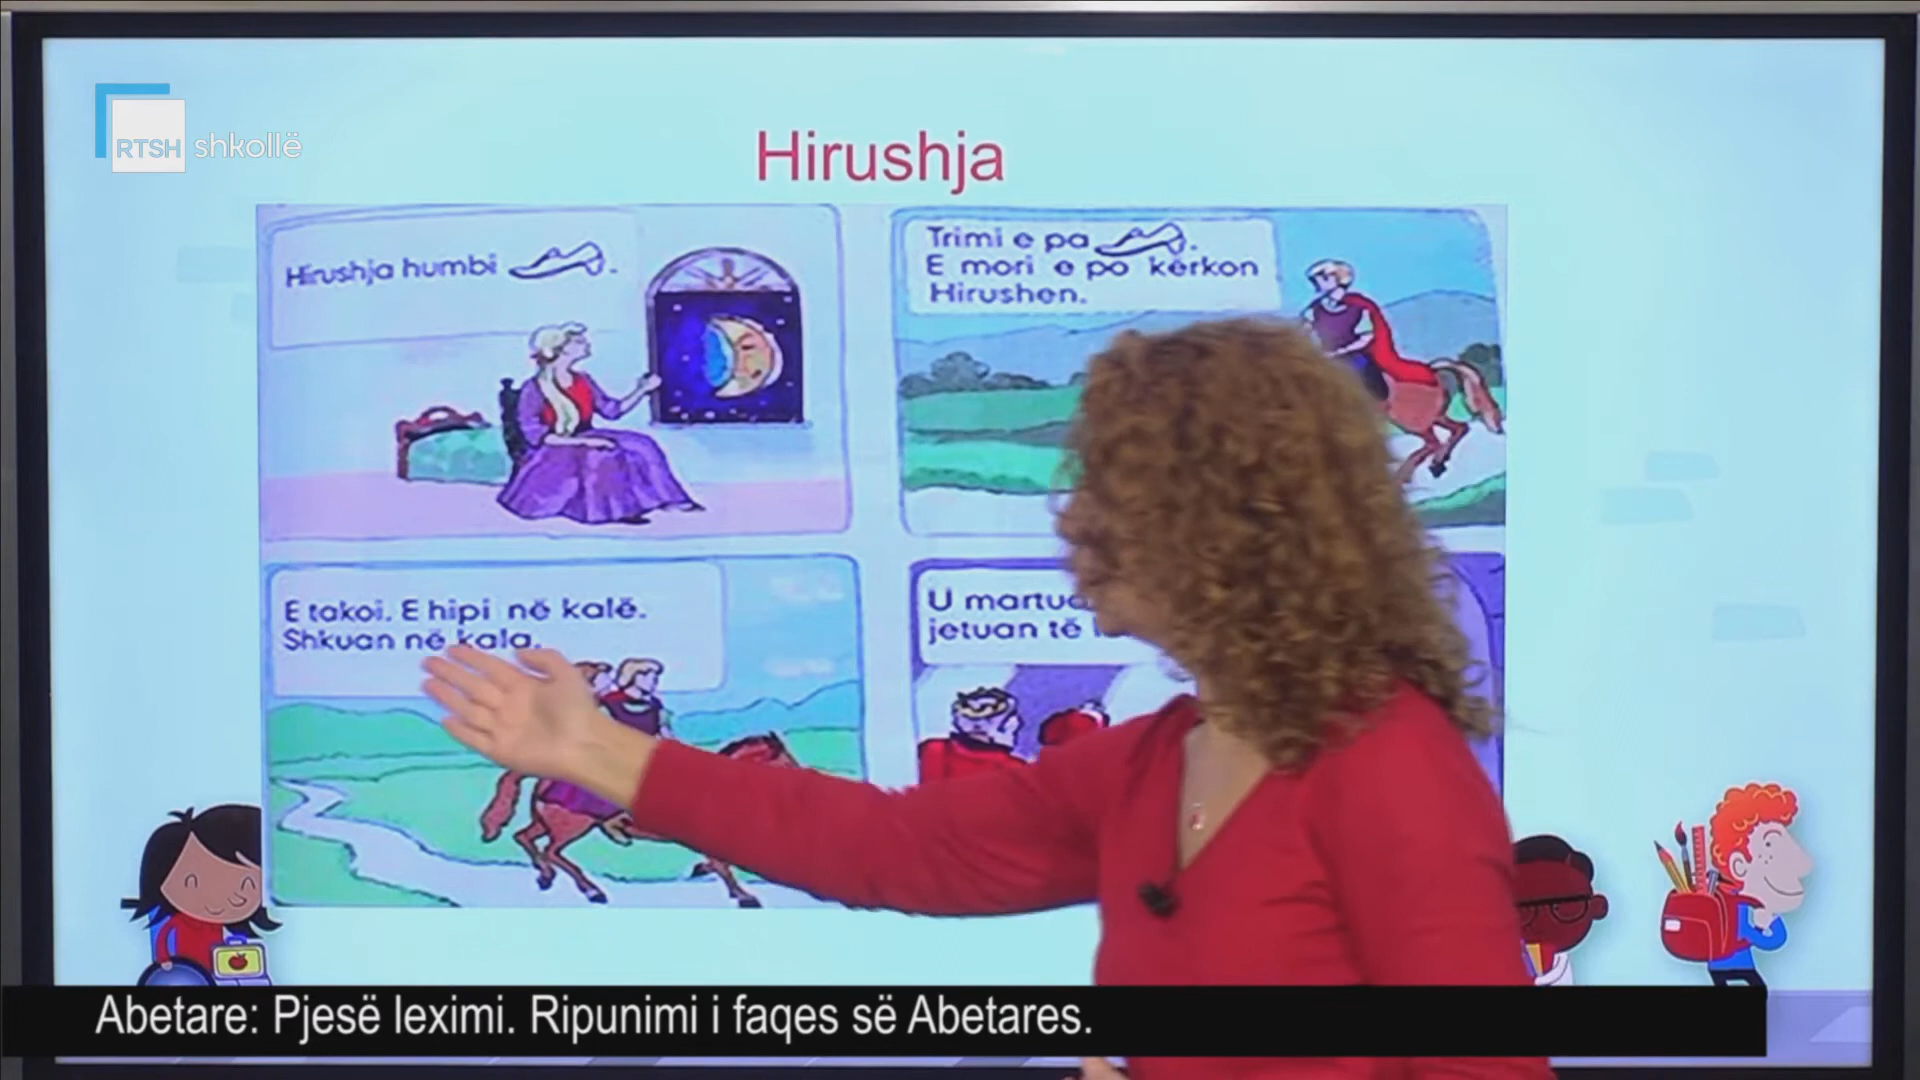 RTSH shkollë
Hirushja
Hirushja humbi
Trimi e pa
E mori e po kërkon
Hirushen.
E takoi. E hipi në kalë.
Shkuan në kala.
U
jetuan të
Abetare: Pjesë leximi. Ripunimi i faqes së Abetares.